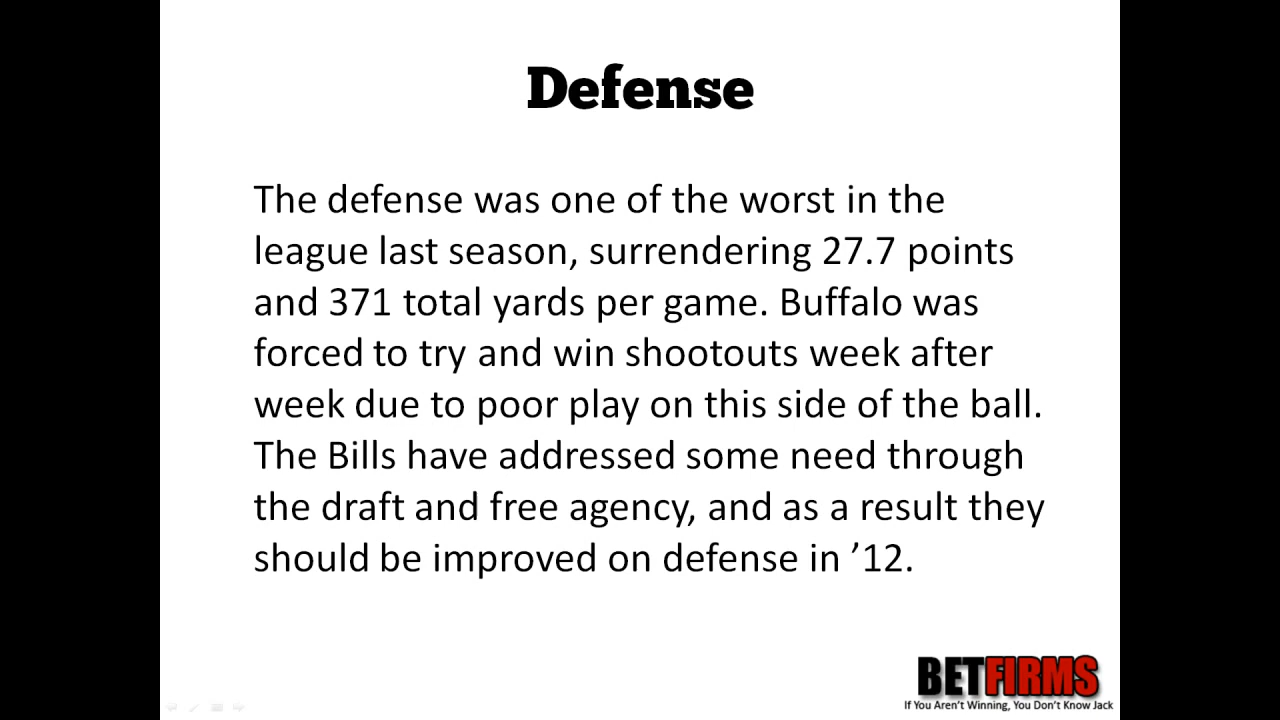 Defense
The defense was one of the worst in the
league last season, surrendering 27.7 points
and 371 total yards per game. Buffalo was
forced to try and win shootouts week after
week due to poor play on this side of the ball.
The Bills have addressed some need through
the draft and free agency, and as a result they
should be improved on defense in ’12.
BETFIRMS
If You Aren't Winning, You Don't Know Jack